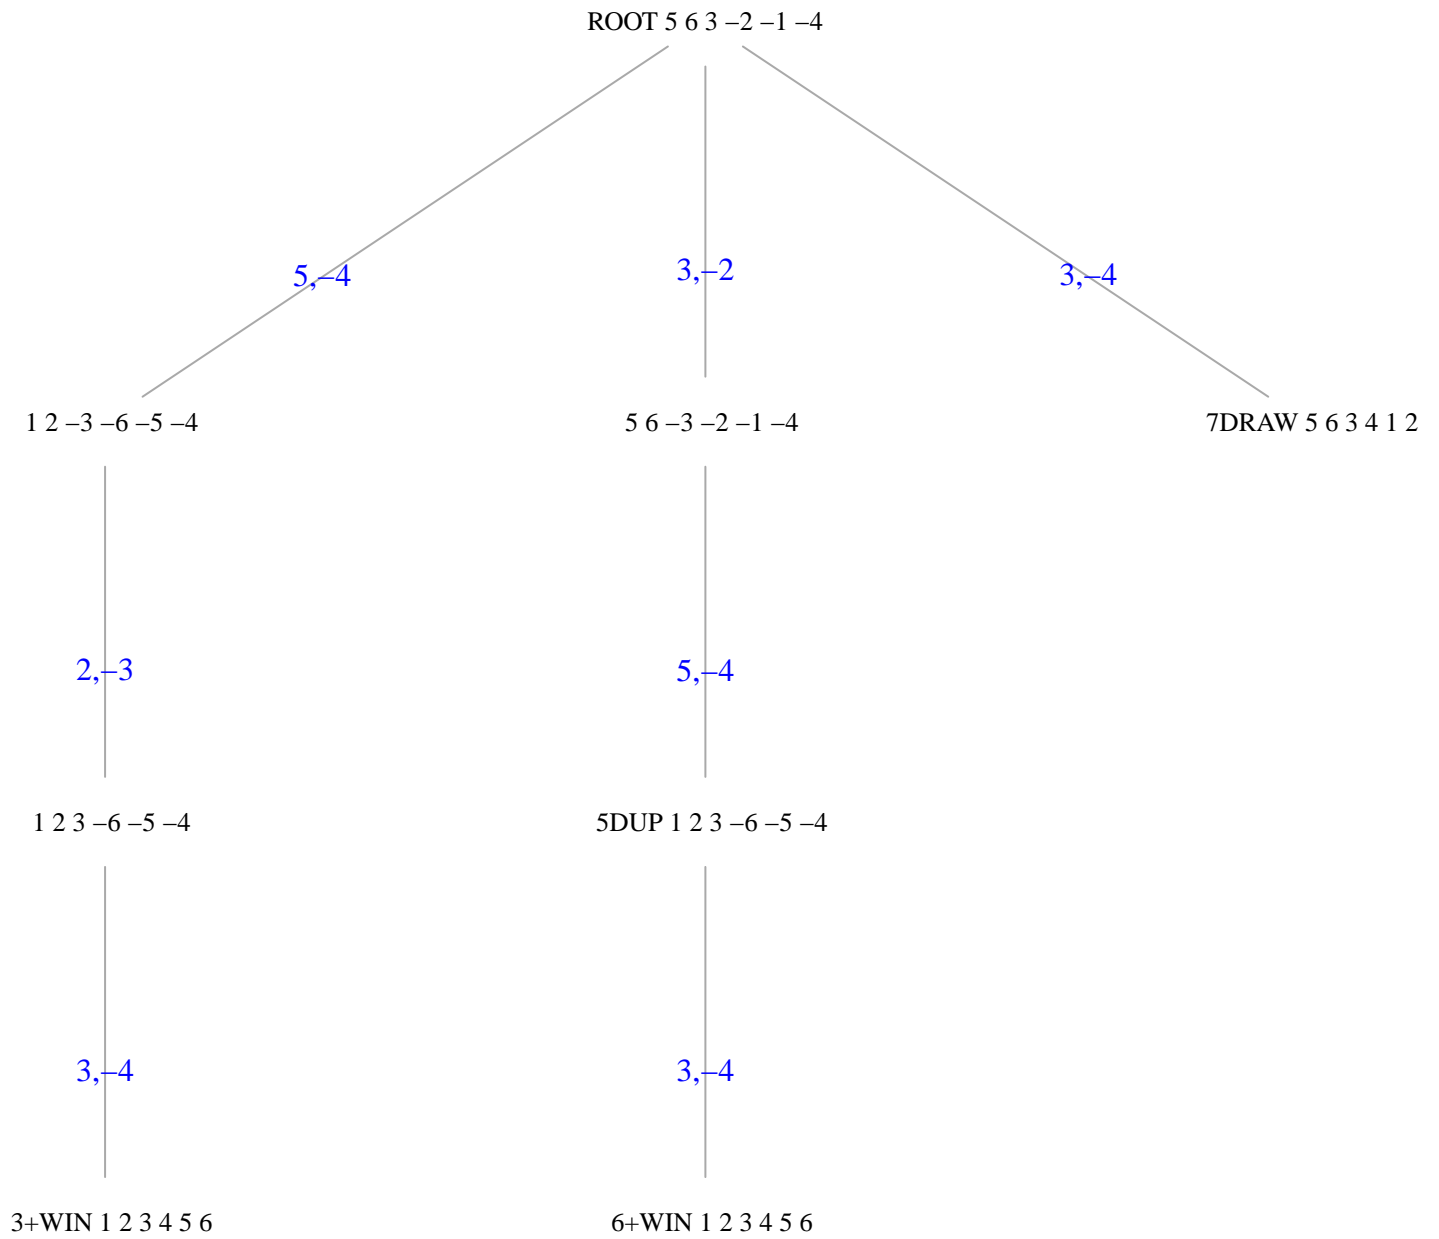 ROOT 5 6 3 –2 –1 –4
5,–4
3,–2
3,–4
1 2 –3 –6 –5 –4
5 6 –3 –2 –1 –4
7DRAW 5 6 3 4 1 2
2,–3
5,–4
1 2 3 –6 –5 –4
5DUP 1 2 3 –6 –5 –4
3,–4
3,–4
3+WIN 1 2 3 4 5 6
6+WIN 1 2 3 4 5 6